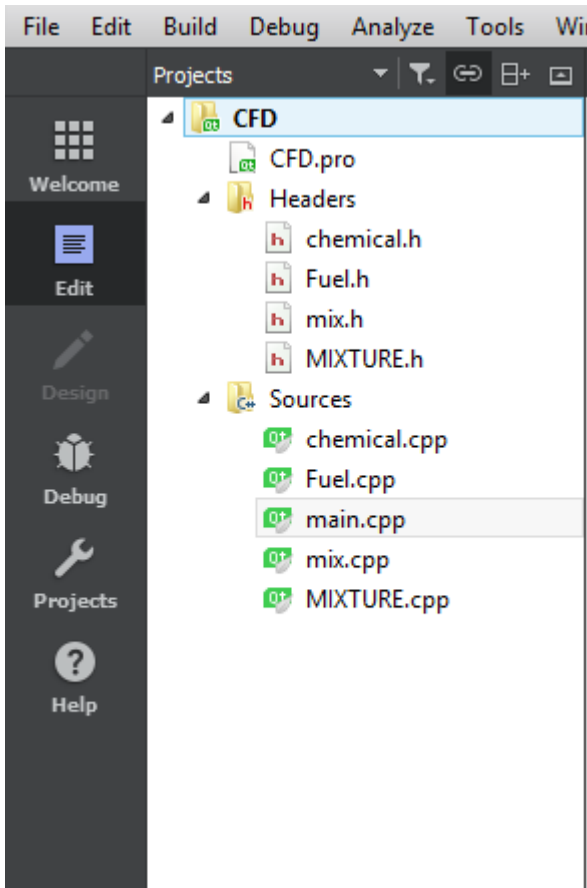 File Edit Build Debug Analyze Tools
Projects
CFD
CFD.pro
Welcome
Headers
chemical.h
Fuel.h
Edit
mix.h
MIXTURE.h
Design
Sources
chemical.cpp
Fuel.cpp
Debug
main.cpp
mix.cpp
Projects
MIXTURE.cpp
Help